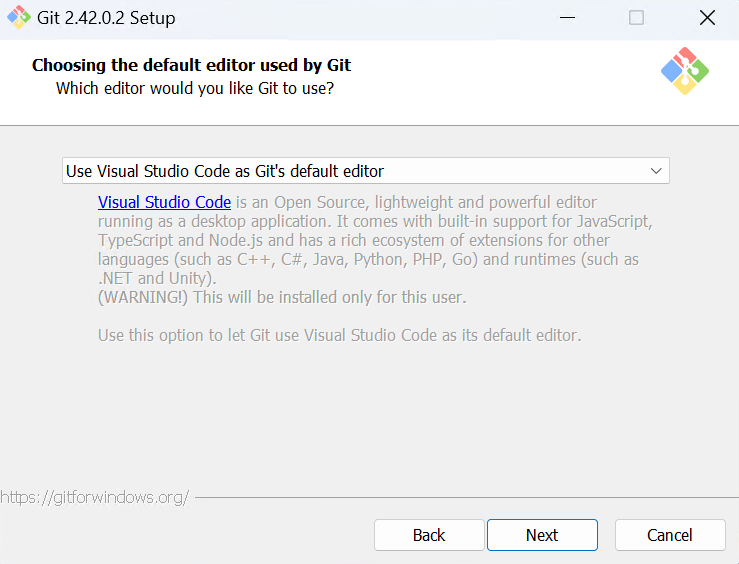 Git 2.42.0.2 Setup
Choosing the default editor used by Git
Which editor would you like Git to use?
Use Visual Studio Code as Git's default editor
Visual Studio Code is an Open Source, lightweight and powerful editor
running as a desktop application. It comes with built-in support for JavaScript,
TypeScript and Node.js and has a rich ecosystem of extensions for other
languages (such as C++, C#, Java, Python, PHP, Go) and runtimes (such as
.NET and Unity).
(WARNING!) This will be installed only for this user.
Use this option to let Git use Visual Studio Code as its default editor.
https://gitforwindows.org/
Back Next Cancel